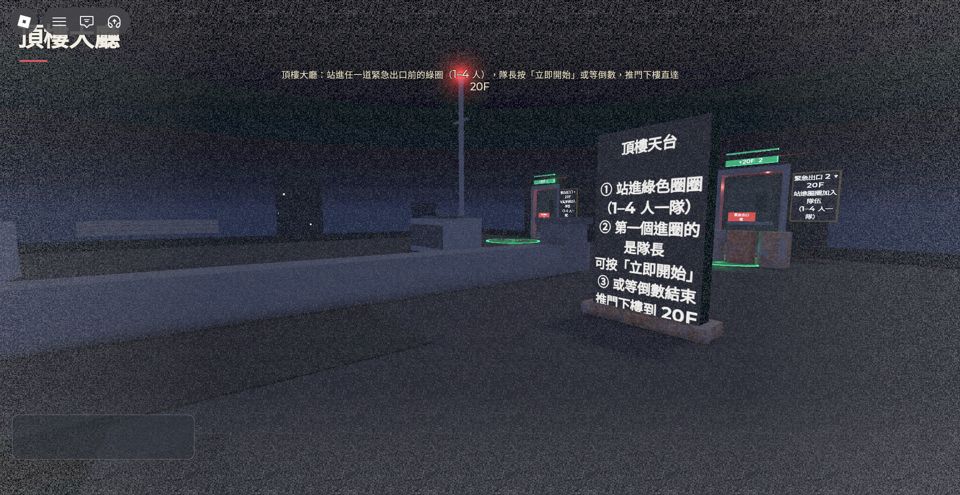 頂樓大廳
頂樓大廳：站進任一道緊急出口前的綠圈（1–4 人），隊長按「立即開始」或等倒數，推門下樓直達
20F
頂樓天台
① 站進綠色圈圈
（1–4 人一隊）
② 第一個進圈的
是隊長
可按「立即開始」
③ 或等倒數結束
推門下樓到 20F
20F 2
緊急出口 2
20F
站進圈圈加入
隊伍
（1–4 人一
隊）